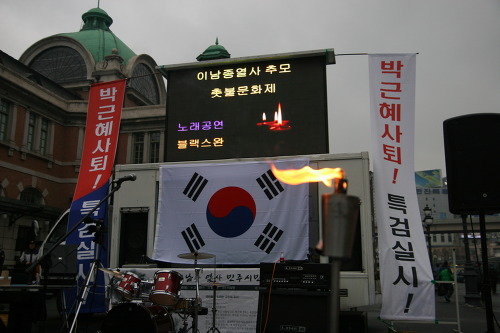 이남종열사 추모
촛불문화제
노래공연
블랙스완
박근혜사퇴! 특검실시!
박근혜사퇴! 특검실시!